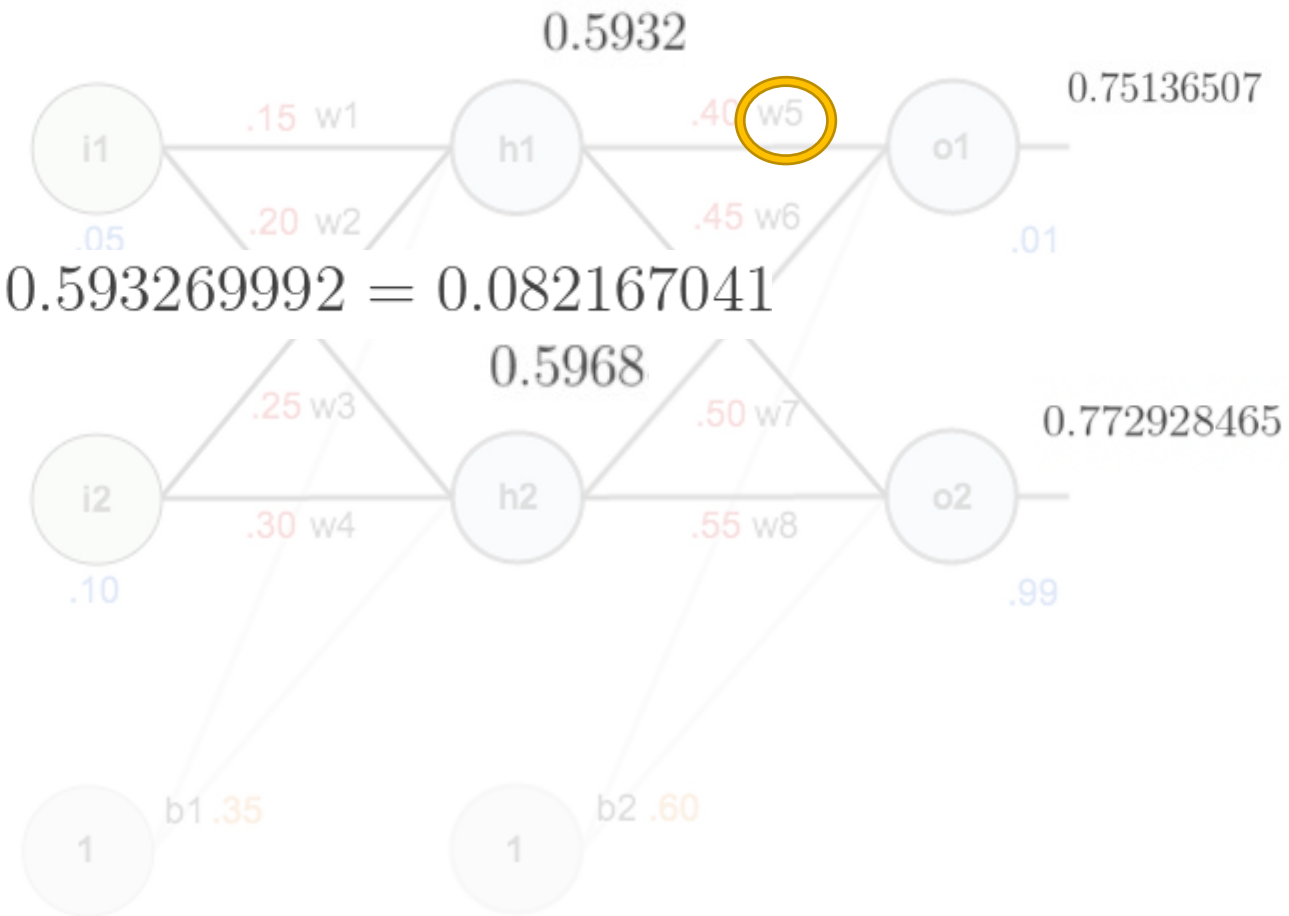 0.5932
0.75136507
.15 w1
.40 w5
i1
h1
o1
.20 w2
.45 w6
.05
.01
0.593269992 = 0.082167041
0.5968
.25 w3
.50 w7
0.772928465
i2
h2
o2
.30 w4
.55 w8
.10
.99
b1 .35
b2 .60
1
1